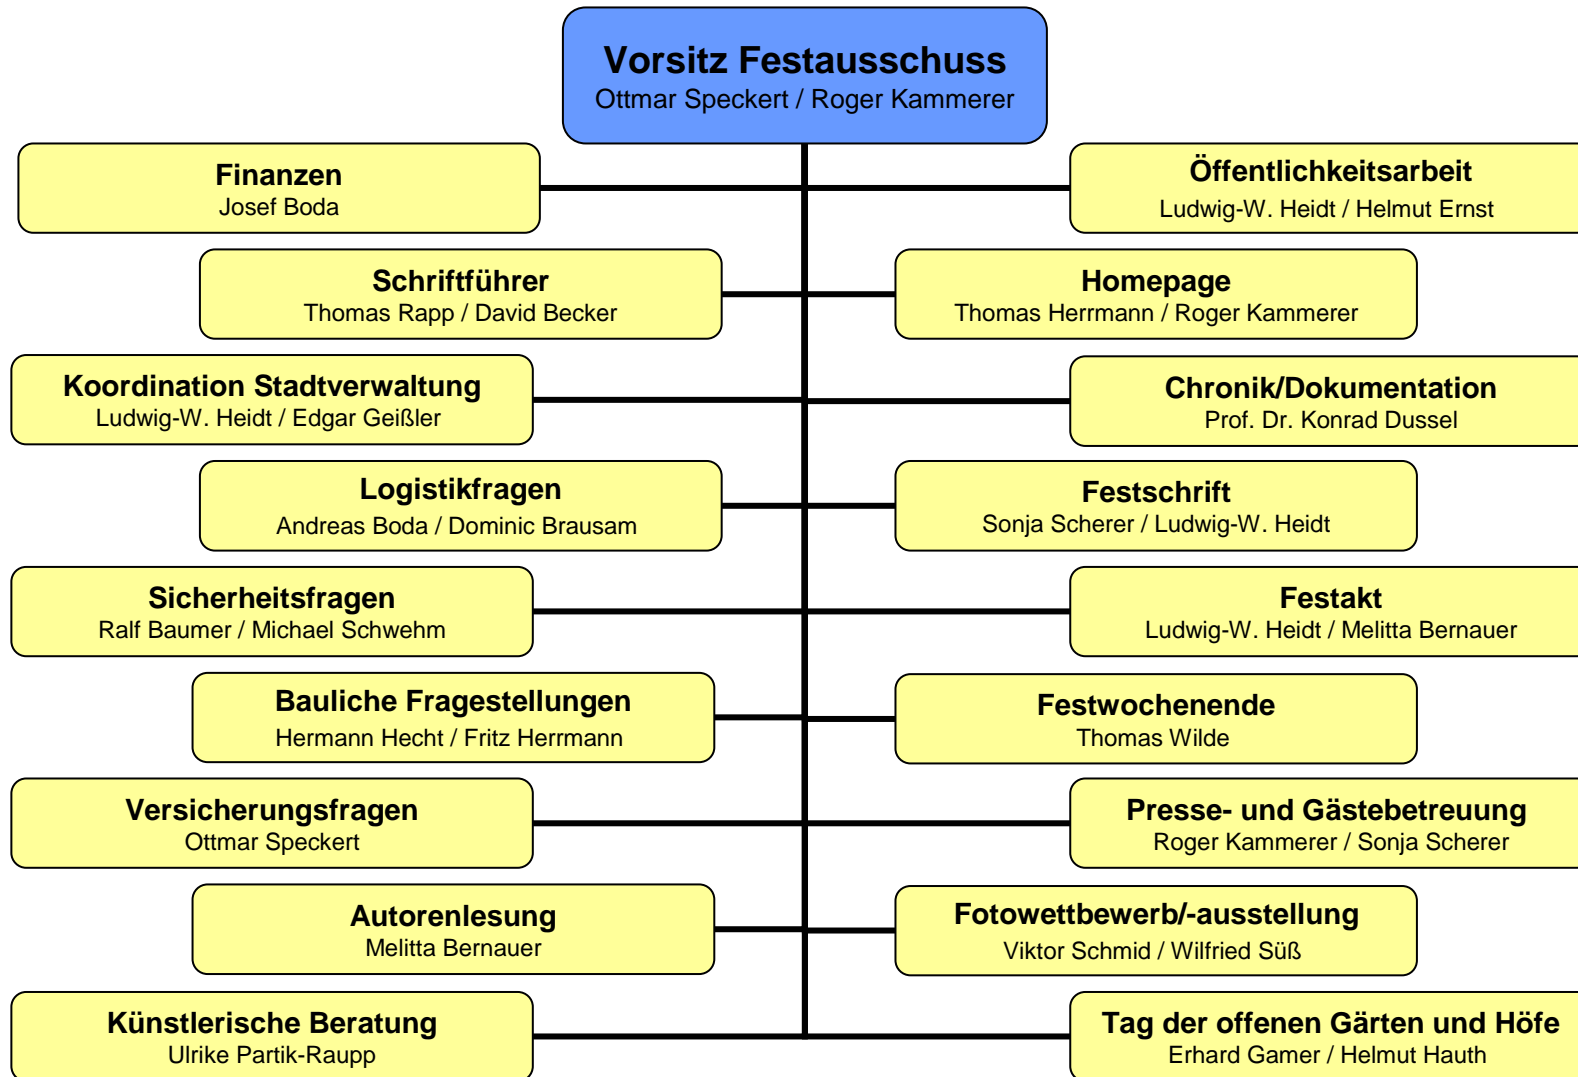 Vorsitz Festausschuss
Ottmar Speckert / Roger Kammerer
Finanzen
Josef Boda
Öffentlichkeitsarbeit
Ludwig-W. Heidt / Helmut Ernst
Schriftführer
Thomas Rapp / David Becker
Homepage
Thomas Herrmann / Roger Kammerer
Koordination Stadtverwaltung
Ludwig-W. Heidt / Edgar Geißler
Chronik/Dokumentation
Prof. Dr. Konrad Dussel
Logistikfragen
Andreas Boda / Dominic Brausam
Festschrift
Sonja Scherer / Ludwig-W. Heidt
Sicherheitsfragen
Ralf Baumer / Michael Schwehm
Festakt
Ludwig-W. Heidt / Melitta Bernauer
Bauliche Fragestellungen
Hermann Hecht / Fritz Herrmann
Festwochenende
Thomas Wilde
Versicherungsfragen
Ottmar Speckert
Presse- und Gästebetreuung
Roger Kammerer / Sonja Scherer
Autorenlesung
Melitta Bernauer
Fotowettbewerb/-ausstellung
Viktor Schmid / Wilfried Süß
Künstlerische Beratung
Ulrike Partik-Raupp
Tag der offenen Gärten und Höfe
Erhard Gamer / Helmut Hauth